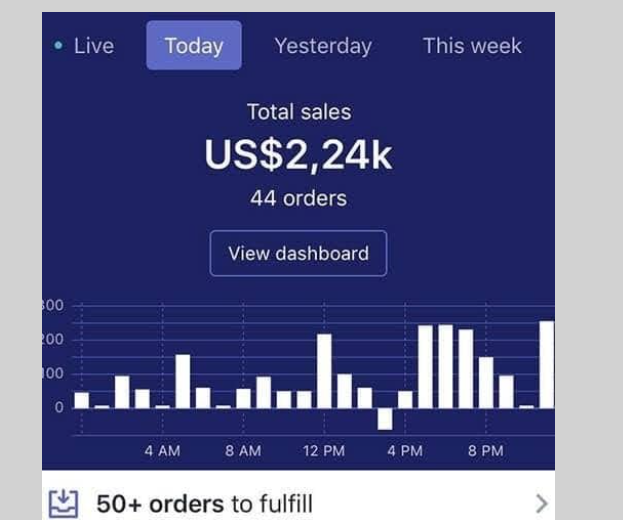 • Live Today Yesterday This week
Total sales
US$2,24k
44 orders
View dashboard
300
200
100
0
4 AM 8 AM 12 PM 4 PM 8 PM
50+ orders to fulfill